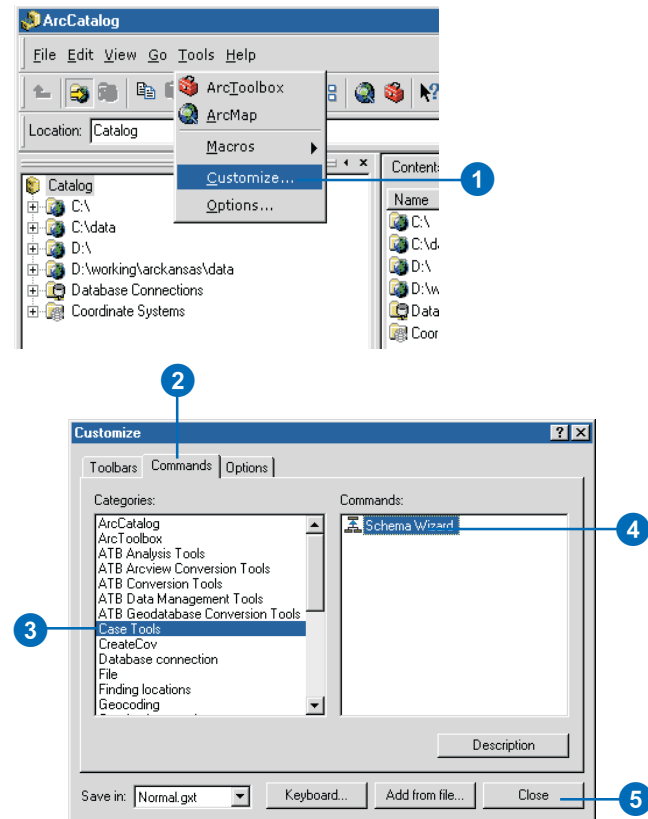 ArcCatalog
File Edit View Go Tools Help
ArcToolbox
ArcMap
Macros
Customize...
Options...
Location: Catalog
1
Catalog
C:\
C:\data
D:\
D:\working\arckansas\data
Database Connections
Coordinate Systems
Content
Name
C:\
C:\d
D:\
D:\w
Data
Coor
2
Customize
Toolbars Commands Options
Categories:
Commands:
ArcCatalog
ArcToolbox
ATB Analysis Tools
ATB Arcview Conversion Tools
ATB Conversion Tools
ATB Data Management Tools
ATB Geodatabase Conversion Tools
Case Tools
CreateCov
Database connection
File
Finding locations
Geocoding
Schema Wizard
3
4
Description
Save in: Normal.gxt
Keyboard...
Add from file...
Close
5